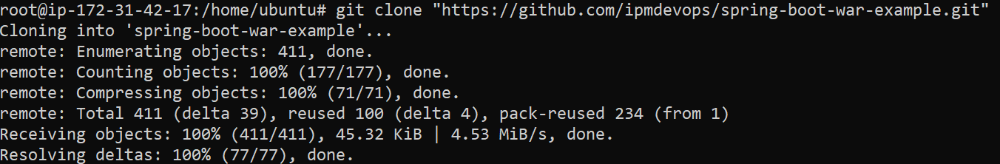 root@ip-172-31-42-17:/home/ubuntu# git clone "https://github.com/ipmdevops/spring-boot-war-example.git"
Cloning into 'spring-boot-war-example'...
remote: Enumerating objects: 411, done.
remote: Counting objects: 100% (177/177), done.
remote: Compressing objects: 100% (71/71), done.
remote: Total 411 (delta 39), reused 100 (delta 4), pack-reused 234 (from 1)
Receiving objects: 100% (411/411), 45.32 KiB | 4.53 MiB/s, done.
Resolving deltas: 100% (77/77), done.